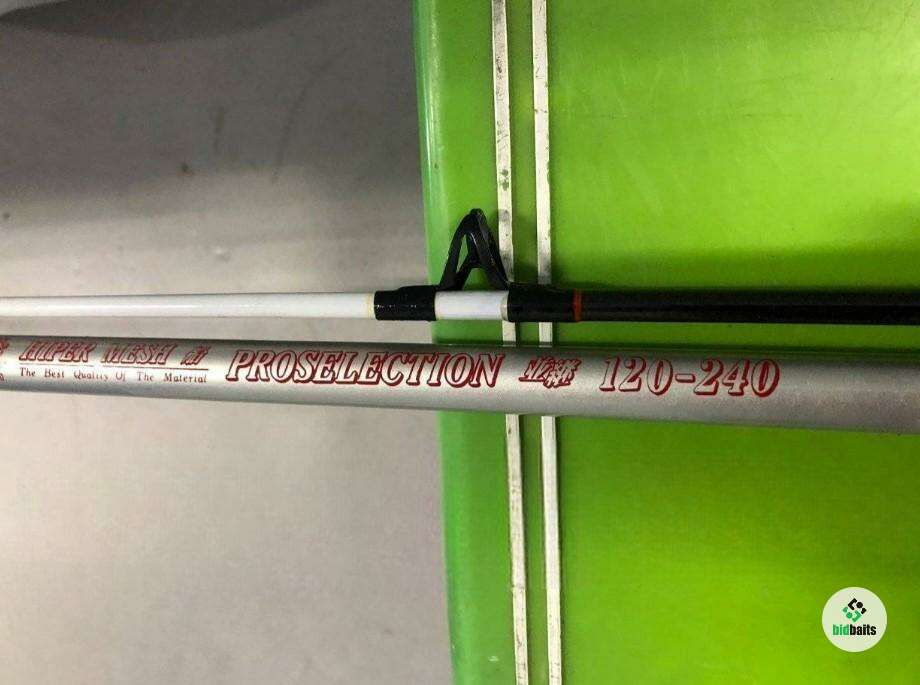 HIPER MESH
The Best Quality Of The Material
PROSELECTION
120-240
bidbaits